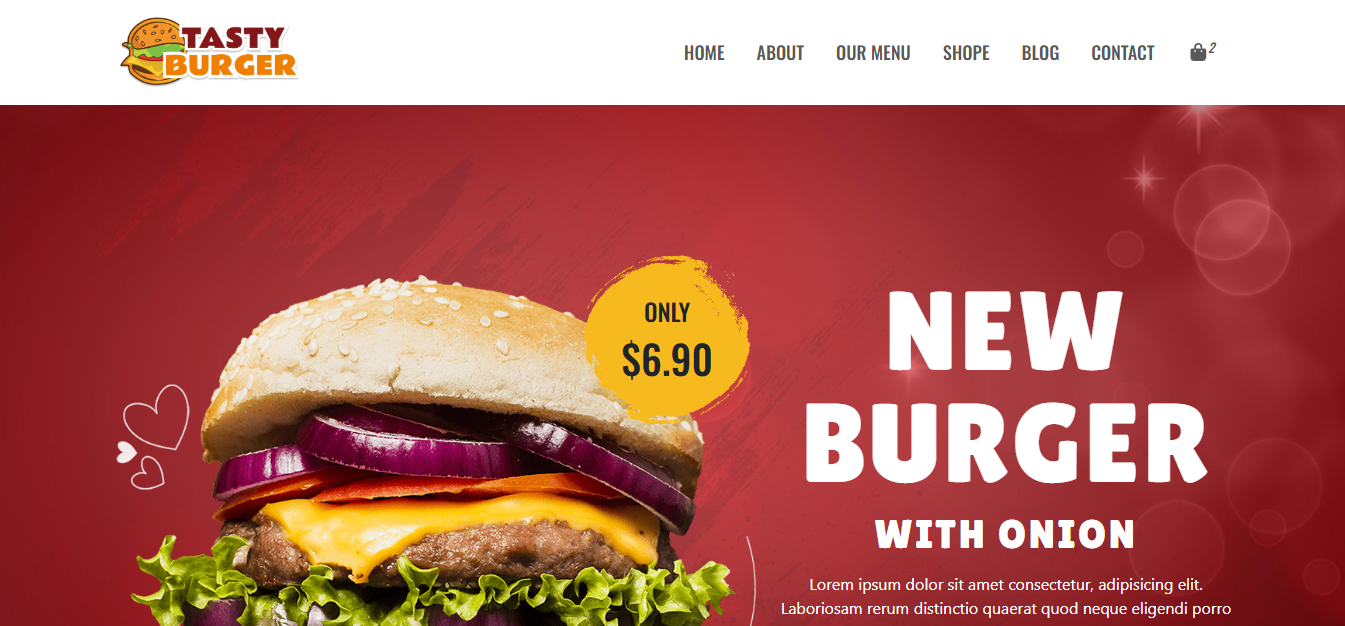 TASTY
BURGER
HOME ABOUT OUR MENU SHOPE BLOG CONTACT 2
ONLY
$6.90
NEW
BURGER
WITH ONION
Lorem ipsum dolor sit amet consectetur, adipisicing elit.
Laboriosam rerum distinctio quaerat quod neque eligendi porro